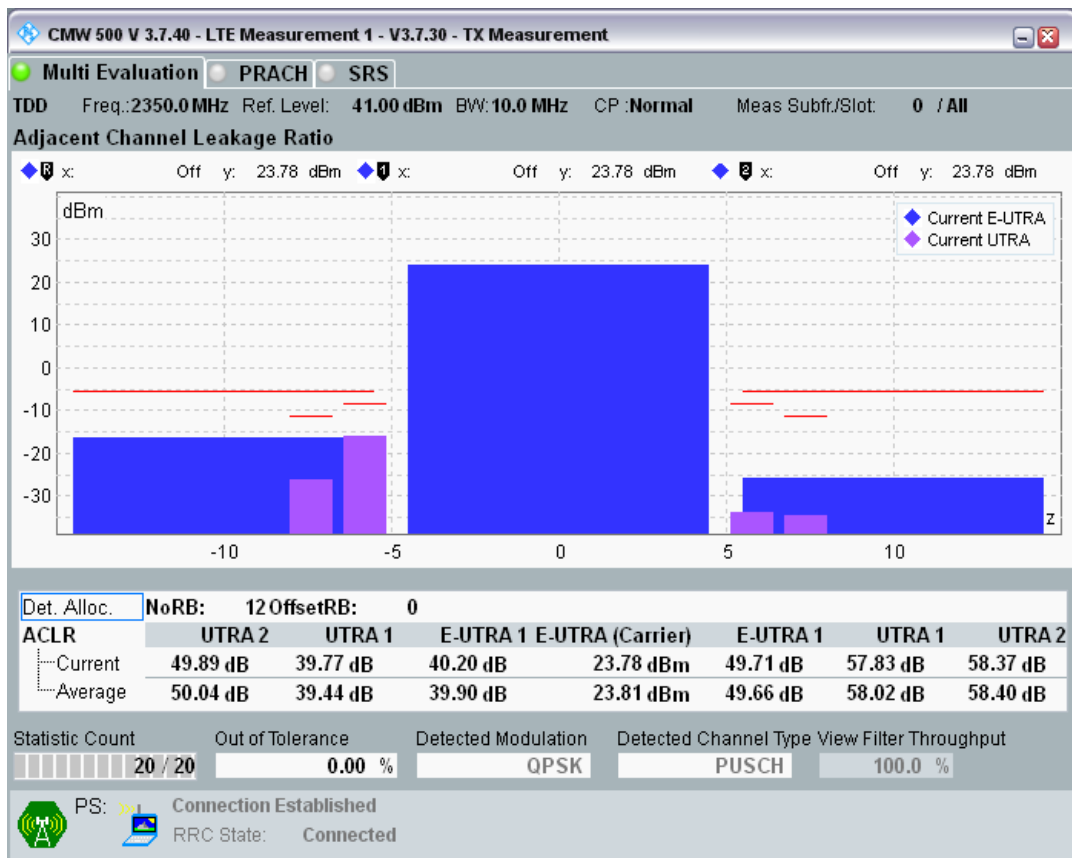 CMW 500 V 3.7.40 - LTE Measurement 1 - V3.7.30 - TX Measurement
Multi Evaluation PRACH SRS
TDD Freq.:2350.0 MHz Ref. Level: 41.00 dBm BW:10.0 MHz CP :Normal Meas Subfr./Slot: 0 / All
Adjacent Channel Leakage Ratio
R x: Off y: 23.78 dBm 1 x: Off y: 23.78 dBm 2 x: Off y: 23.78 dBm
dBm
Current E-UTRA
Current UTRA
30
20
10
0
-10
-20
-30
z
-10 -5 0 5 10
Det. Alloc. NoRB: 12 OffsetRB: 0
ACLR UTRA 2 UTRA 1 E-UTRA 1 E-UTRA (Carrier) E-UTRA 1 UTRA 1 UTRA 2
Current 49.89 dB 39.77 dB 40.20 dB 23.78 dBm 49.71 dB 57.83 dB 58.37 dB
Average 50.04 dB 39.44 dB 39.90 dB 23.81 dBm 49.66 dB 58.02 dB 58.40 dB
Statistic Count Out of Tolerance Detected Modulation Detected Channel Type View Filter Throughput
20 / 20 0.00 % QPSK PUSCH 100.0 %
PS: Connection Established
RRC State: Connected